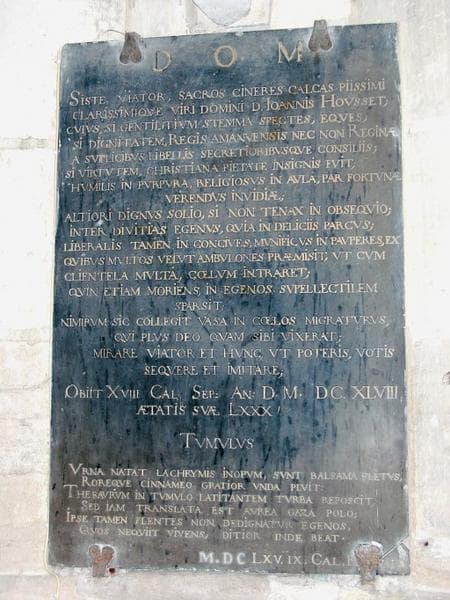 D O M
SISTE, VIATOR, SACROS CINERES CALCAS PIISSIMI
CLARISSIMIQVE VIRI DOMINI D. IOANNIS HOVSSET,
CVIVS, SI GENTILITIVM STEMMA SPECTES, EQVES,
SI DIGNITATEM, REGIS AMANVENSIS NEC NON REGINÆ
A SVPLICIBVS LIBELLIS SECRETIORIBVSQVE CONSILIIS;
SI VIRTVTEM, CHRISTIANA PIETATE INSIGNIS FVIT,
HVMILIS IN PVRPVRA, RELIGIOSVS IN AVLA, PAR FORTVNÆ
VERENDVS INVIDIÆ;
ALTIORI DIGNVS SOLIO, SI NON TENAX IN OBSEQVIO;
INTER DIVITIAS EGENVS, QVIA IN DELICIIS PARCVS;
LIBERALIS TAMEN IN CONCIVES, MVNIFICVS IN PAVPERES, EX
QVIBVS MVLTOS VELVT AMBVLONES PRÆMISIT, VT CVM
CLIENTELA MVLTA, CŒLVM INTRARET;
QVIN ETIAM MORIENS, IN EGENOS SVPELLECTILEM
SPARSIT.
NIMIRVM SIC COLLEGIT VASA IN CŒLOS MIGRATVRVS,
QVI PLVS DEO QVAM SIBI VIXERAT;
MIRARE VIATOR ET HVNC, VT POTERIS, VOTIS
SEQVERE ET IMITARE;
OBIIT XVIII CAL. SEP: AN: D. M. DC. XLVIII,
ÆTATIS SVÆ LXXX
TVMVLVS
VRNA NATAT LACHRYMIS INOPVM, SVNT BALSAMA FLETVS,
ROREQVE CINNAMEO GRATIOR VNDA PLVIT:
THESAVRVM IN TVMVLO LATITANTEM TVRBA REPOSCIT,
SED IAM TRANSLATA EST AVREA GAZA POLO;
IPSE TAMEN FLENTES NON DEDIGNATVR EGENOS,
QVOS NEQVIIT VIVENS, DITIOR INDE BEAT.
M.DC LXV. IX. CAL.